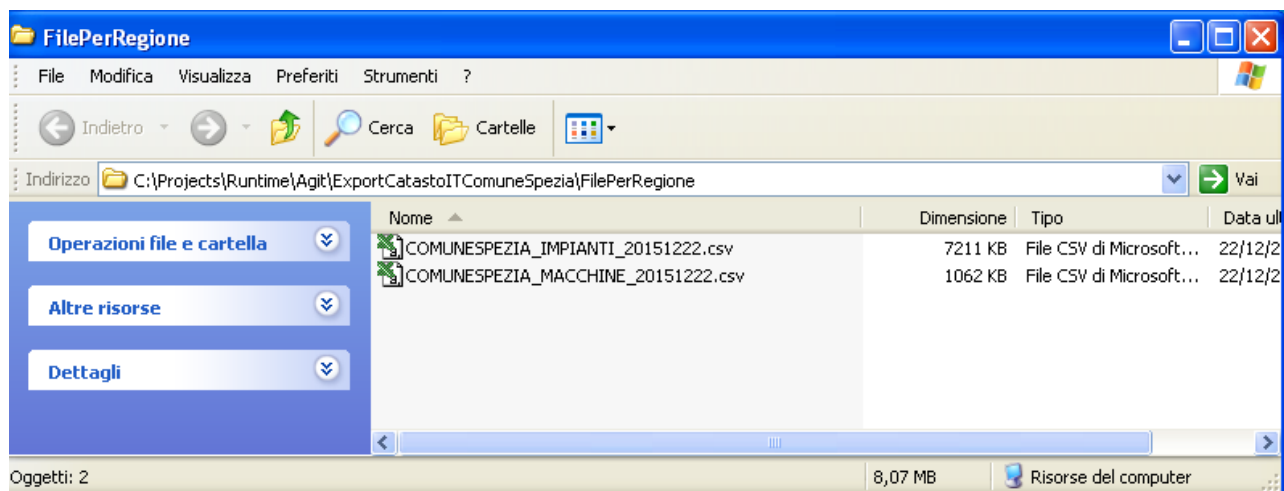 FilePerRegione
File Modifica Visualizza Preferiti Strumenti ?
Indietro Cerca Cartelle
Indirizzo C:\Projects\Runtime\Agit\ExportCatastoITComuneSpezia\FilePerRegione Vai
Operazioni file e cartella
Altre risorse
Dettagli
Nome Dimensione Tipo Data ul
COMUNESPEZIA_IMPIANTI_20151222.csv 7211 KB File CSV di Microsoft... 22/12/2
COMUNESPEZIA_MACCHINE_20151222.csv 1062 KB File CSV di Microsoft... 22/12/2
Oggetti: 2 8,07 MB Risorse del computer